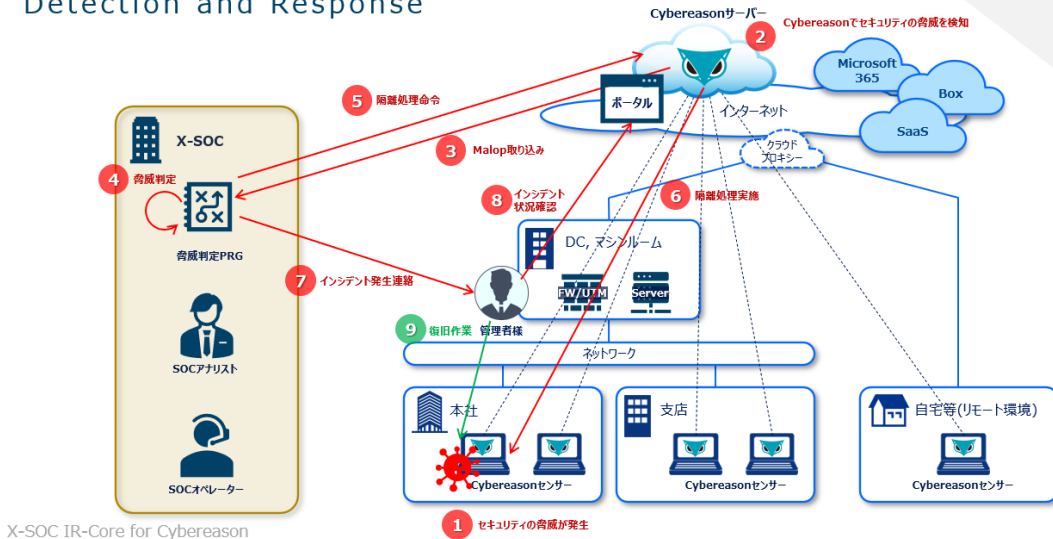 Detection and Response
Cybereasonサーバー
2 Cybereasonでセキュリティの脅威を検知
Microsoft
365
Box
SaaS
ポータル
インターネット
クラウド
プロキシー
5 隔離処理命令
3 Malop取り込み
X-SOC
4 脅威判定
脅威判定PRG
8 インシデント
状況確認
6 隔離処理実施
DC, マシンルーム
FW/UTM
Server
7 インシデント発生連絡
9 復旧作業
管理者様
ネットワーク
SOCアナリスト
本社
支店
自宅等(リモート環境)
Cybereasonセンサー
Cybereasonセンサー
Cybereasonセンサー
SOCオペレーター
1 セキュリティの脅威が発生
X-SOC IR-Core for Cybereason